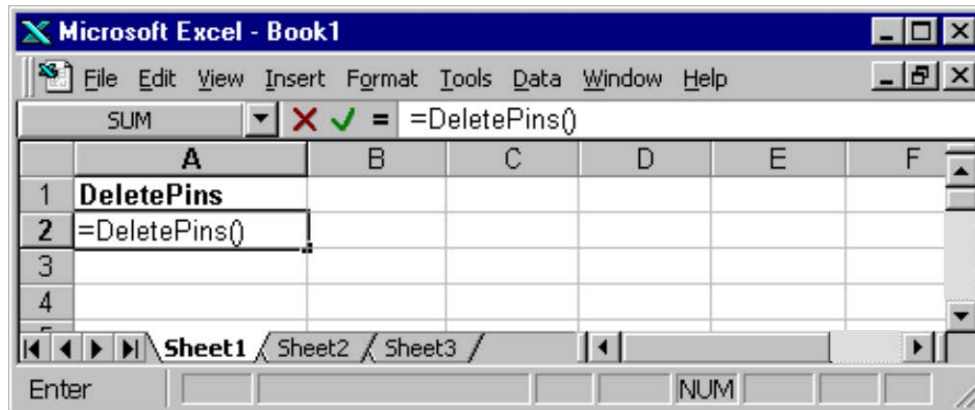 Microsoft Excel - Book1
File Edit View Insert Format Tools Data Window Help
SUM = =DeletePins()
A B C D E F
1 DeletePins
2 =DeletePins()
3
4
Sheet1 Sheet2 Sheet3
Enter NUM